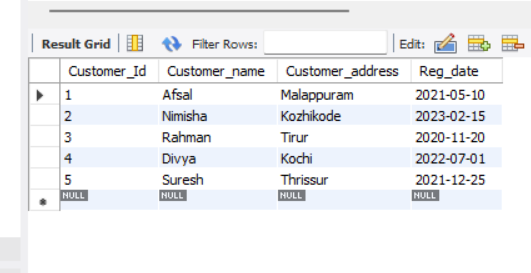 Result Grid Filter Rows: Edit:
Customer_Id Customer_name Customer_address Reg_date
1 Afsal Malappuram 2021-05-10
2 Nimisha Kozhikode 2023-02-15
3 Rahman Tirur 2020-11-20
4 Divya Kochi 2022-07-01
5 Suresh Thrissur 2021-12-25
NULL NULL NULL NULL